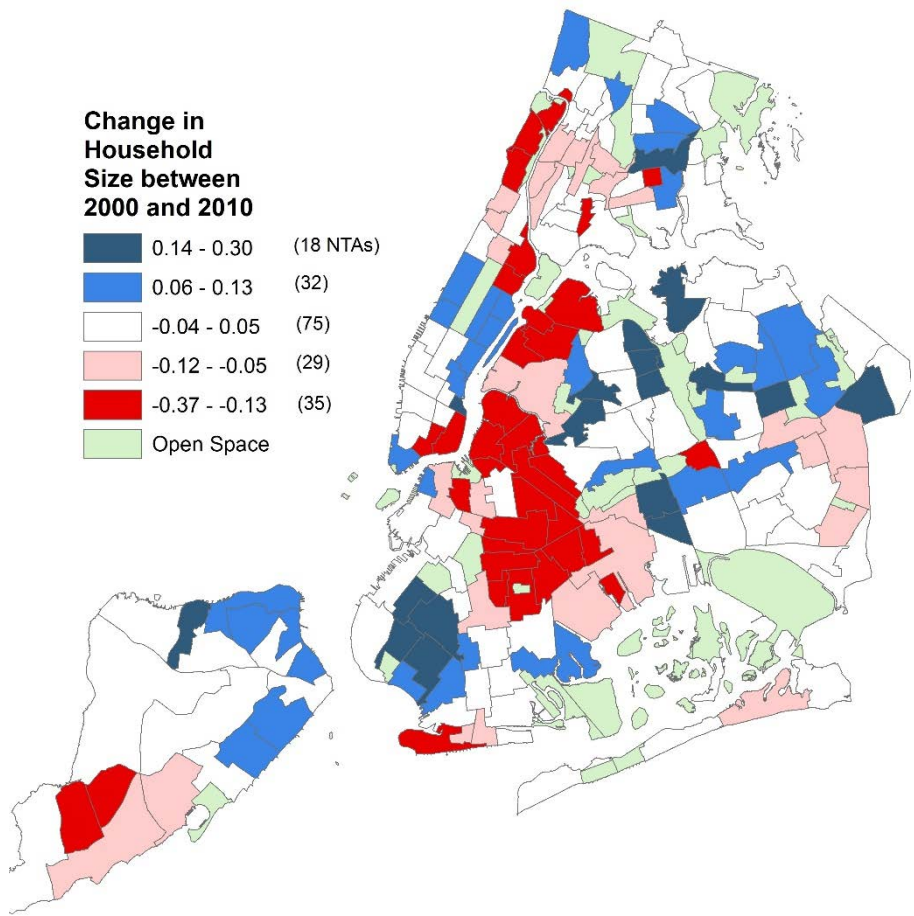 Change in
Household
Size between
2000 and 2010
0.14 - 0.30 (18 NTAs)
0.06 - 0.13 (32)
-0.04 - 0.05 (75)
-0.12 - -0.05 (29)
-0.37 - -0.13 (35)
Open Space